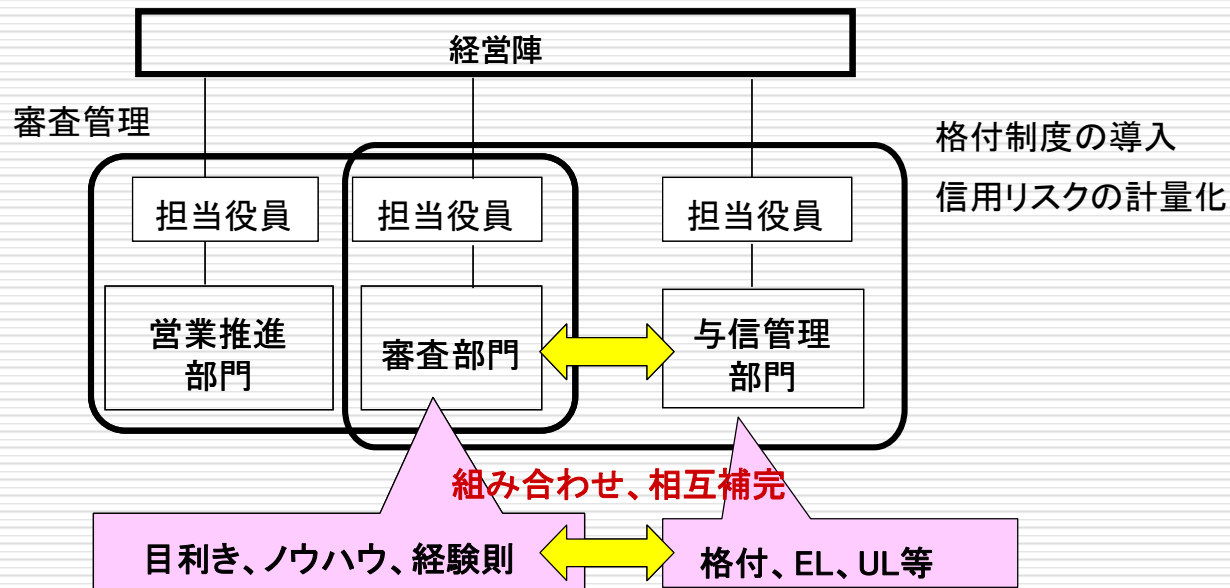 経営陣
審査管理
格付制度の導入
信用リスクの計量化
担当役員
担当役員
担当役員
営業推進
部門
審査部門
与信管理
部門
組み合わせ、相互補完
目利き、ノウハウ、経験則
格付、EL、UL等